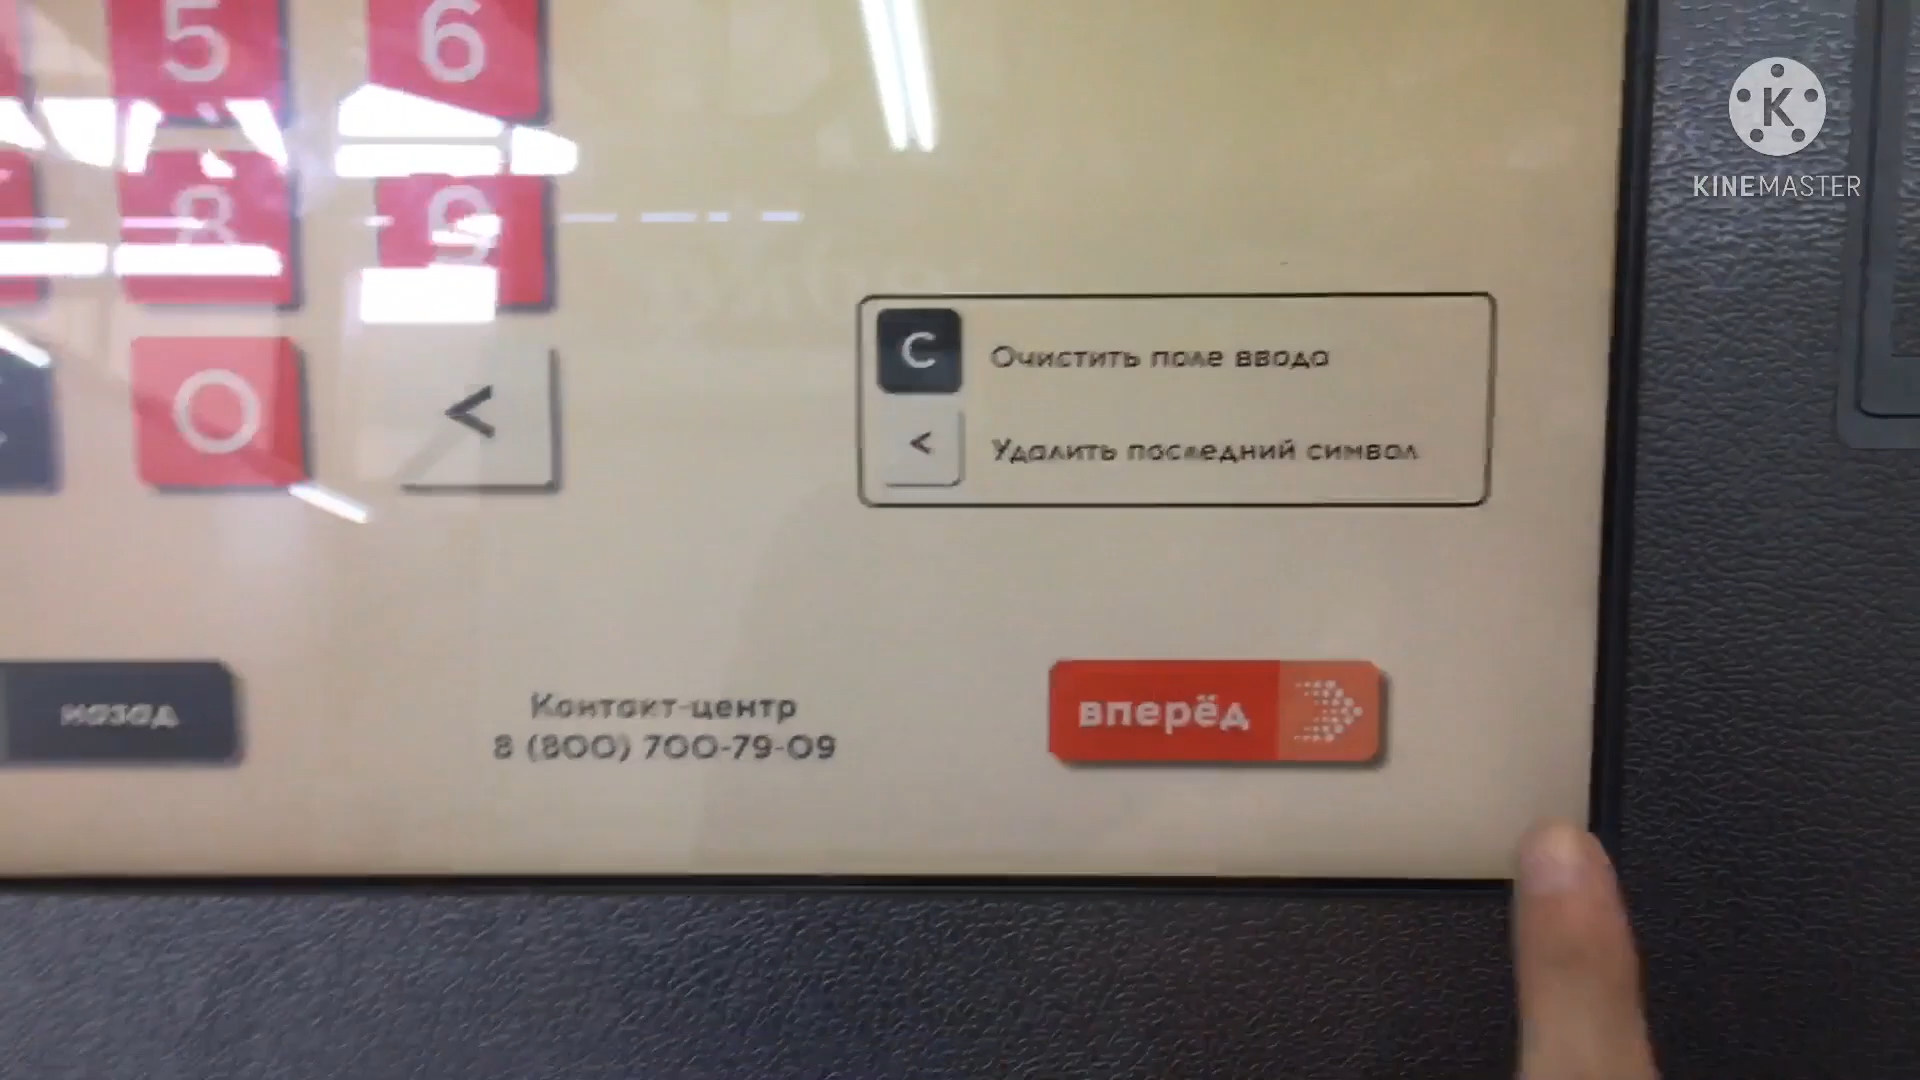 5 6
K
KINEMASTER
8 9
C Очистить поле ввода
0 <
< Удалить последний символ
назад
Контакт-центр
8 (800) 700-79-09
вперёд